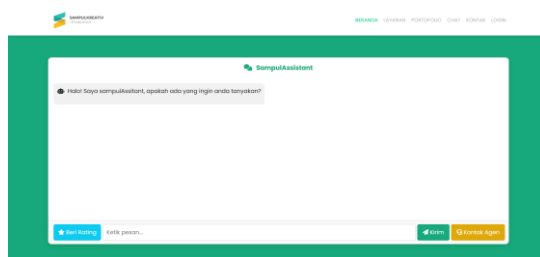 SAMPULKREATIF
BERANDA LAYANAN PORTOFOLIO CHAT KONTAK LOGIN
SampulAssistant
Halo! Saya sampulAssitant, apakah ada yang ingin anda tanyakan?
Beri Rating
Ketik pesan...
Kirim
Kontak Agen